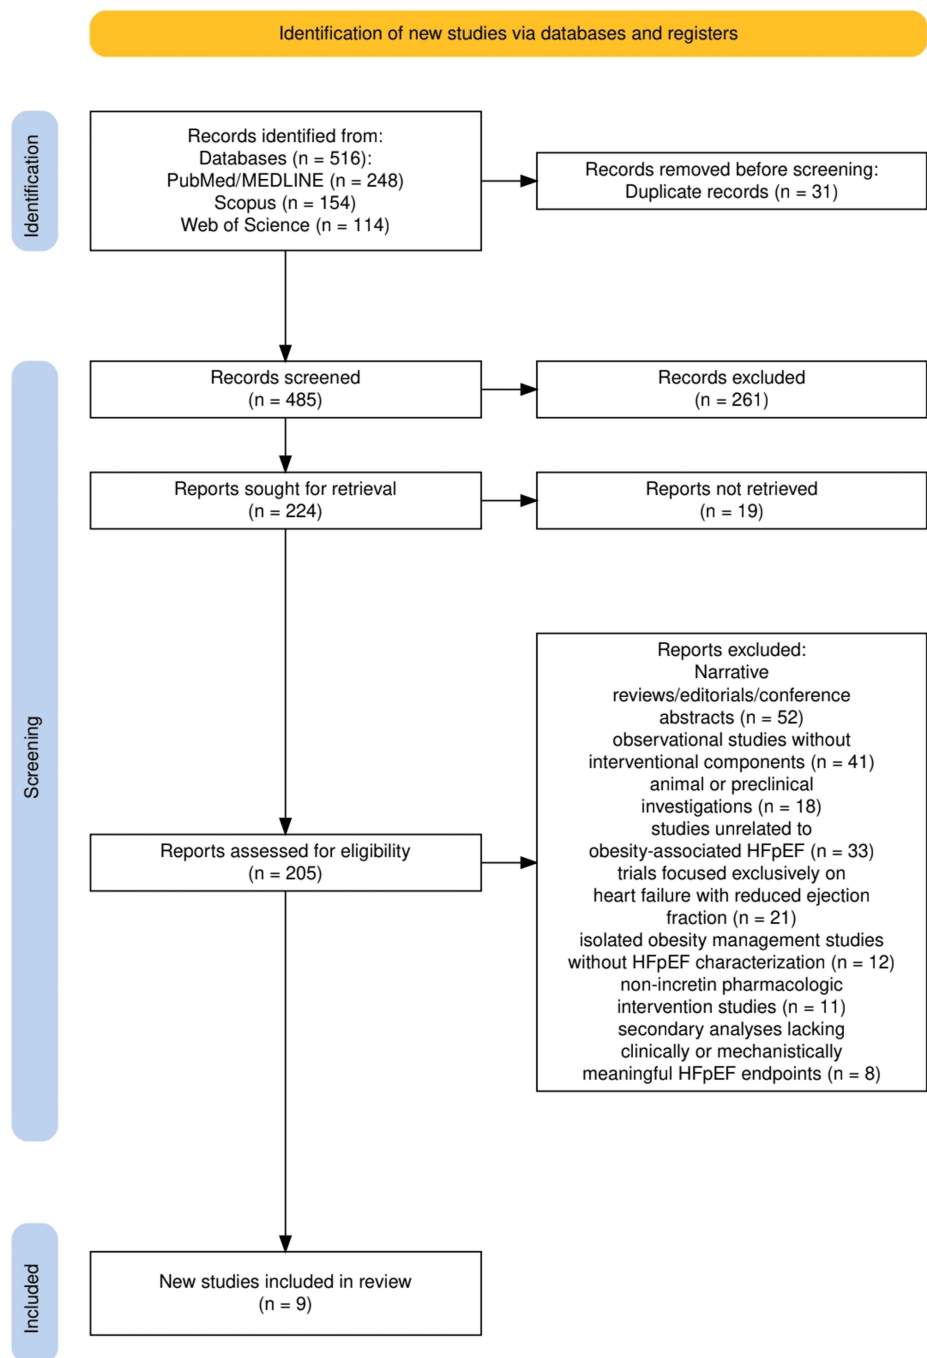 Identification of new studies via databases and registers
Identification
Records identified from:
Databases (n = 516):
PubMed/MEDLINE (n = 248)
Scopus (n = 154)
Web of Science (n = 114)
Records removed before screening:
Duplicate records (n = 31)
Screening
Records screened
(n = 485)
Records excluded
(n = 261)
Reports sought for retrieval
(n = 224)
Reports not retrieved
(n = 19)
Reports assessed for eligibility
(n = 205)
Reports excluded:
Narrative
reviews/editorials/conference
abstracts (n = 52)
observational studies without
interventional components (n = 41)
animal or preclinical
investigations (n = 18)
studies unrelated to
obesity-associated HFpEF (n = 33)
trials focused exclusively on
heart failure with reduced ejection
fraction (n = 21)
isolated obesity management studies
without HFpEF characterization (n = 12)
non-incretin pharmacologic
intervention studies (n = 11)
secondary analyses lacking
clinically or mechanistically
meaningful HFpEF endpoints (n = 8)
Included
New studies included in review
(n = 9)